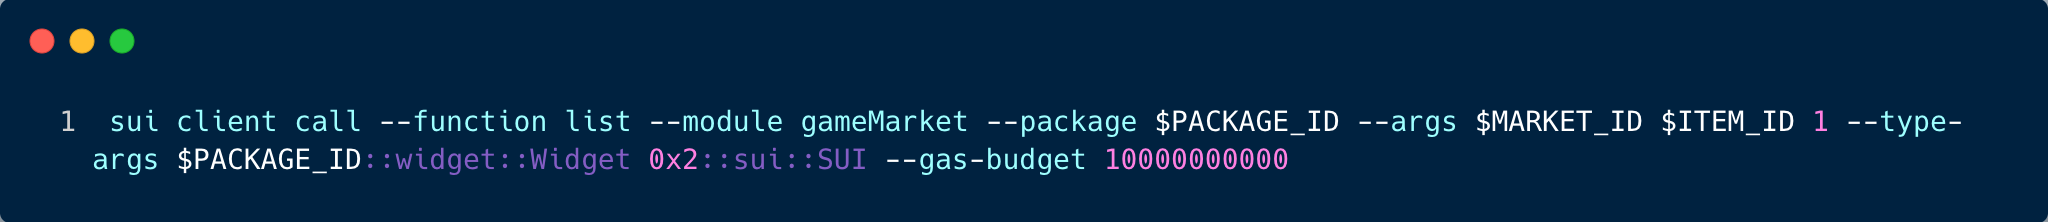 1 sui client call --function list --module gameMarket --package $PACKAGE_ID --args $MARKET_ID $ITEM_ID 1 --type-
args $PACKAGE_ID::widget::Widget 0x2::sui::SUI --gas-budget 10000000000